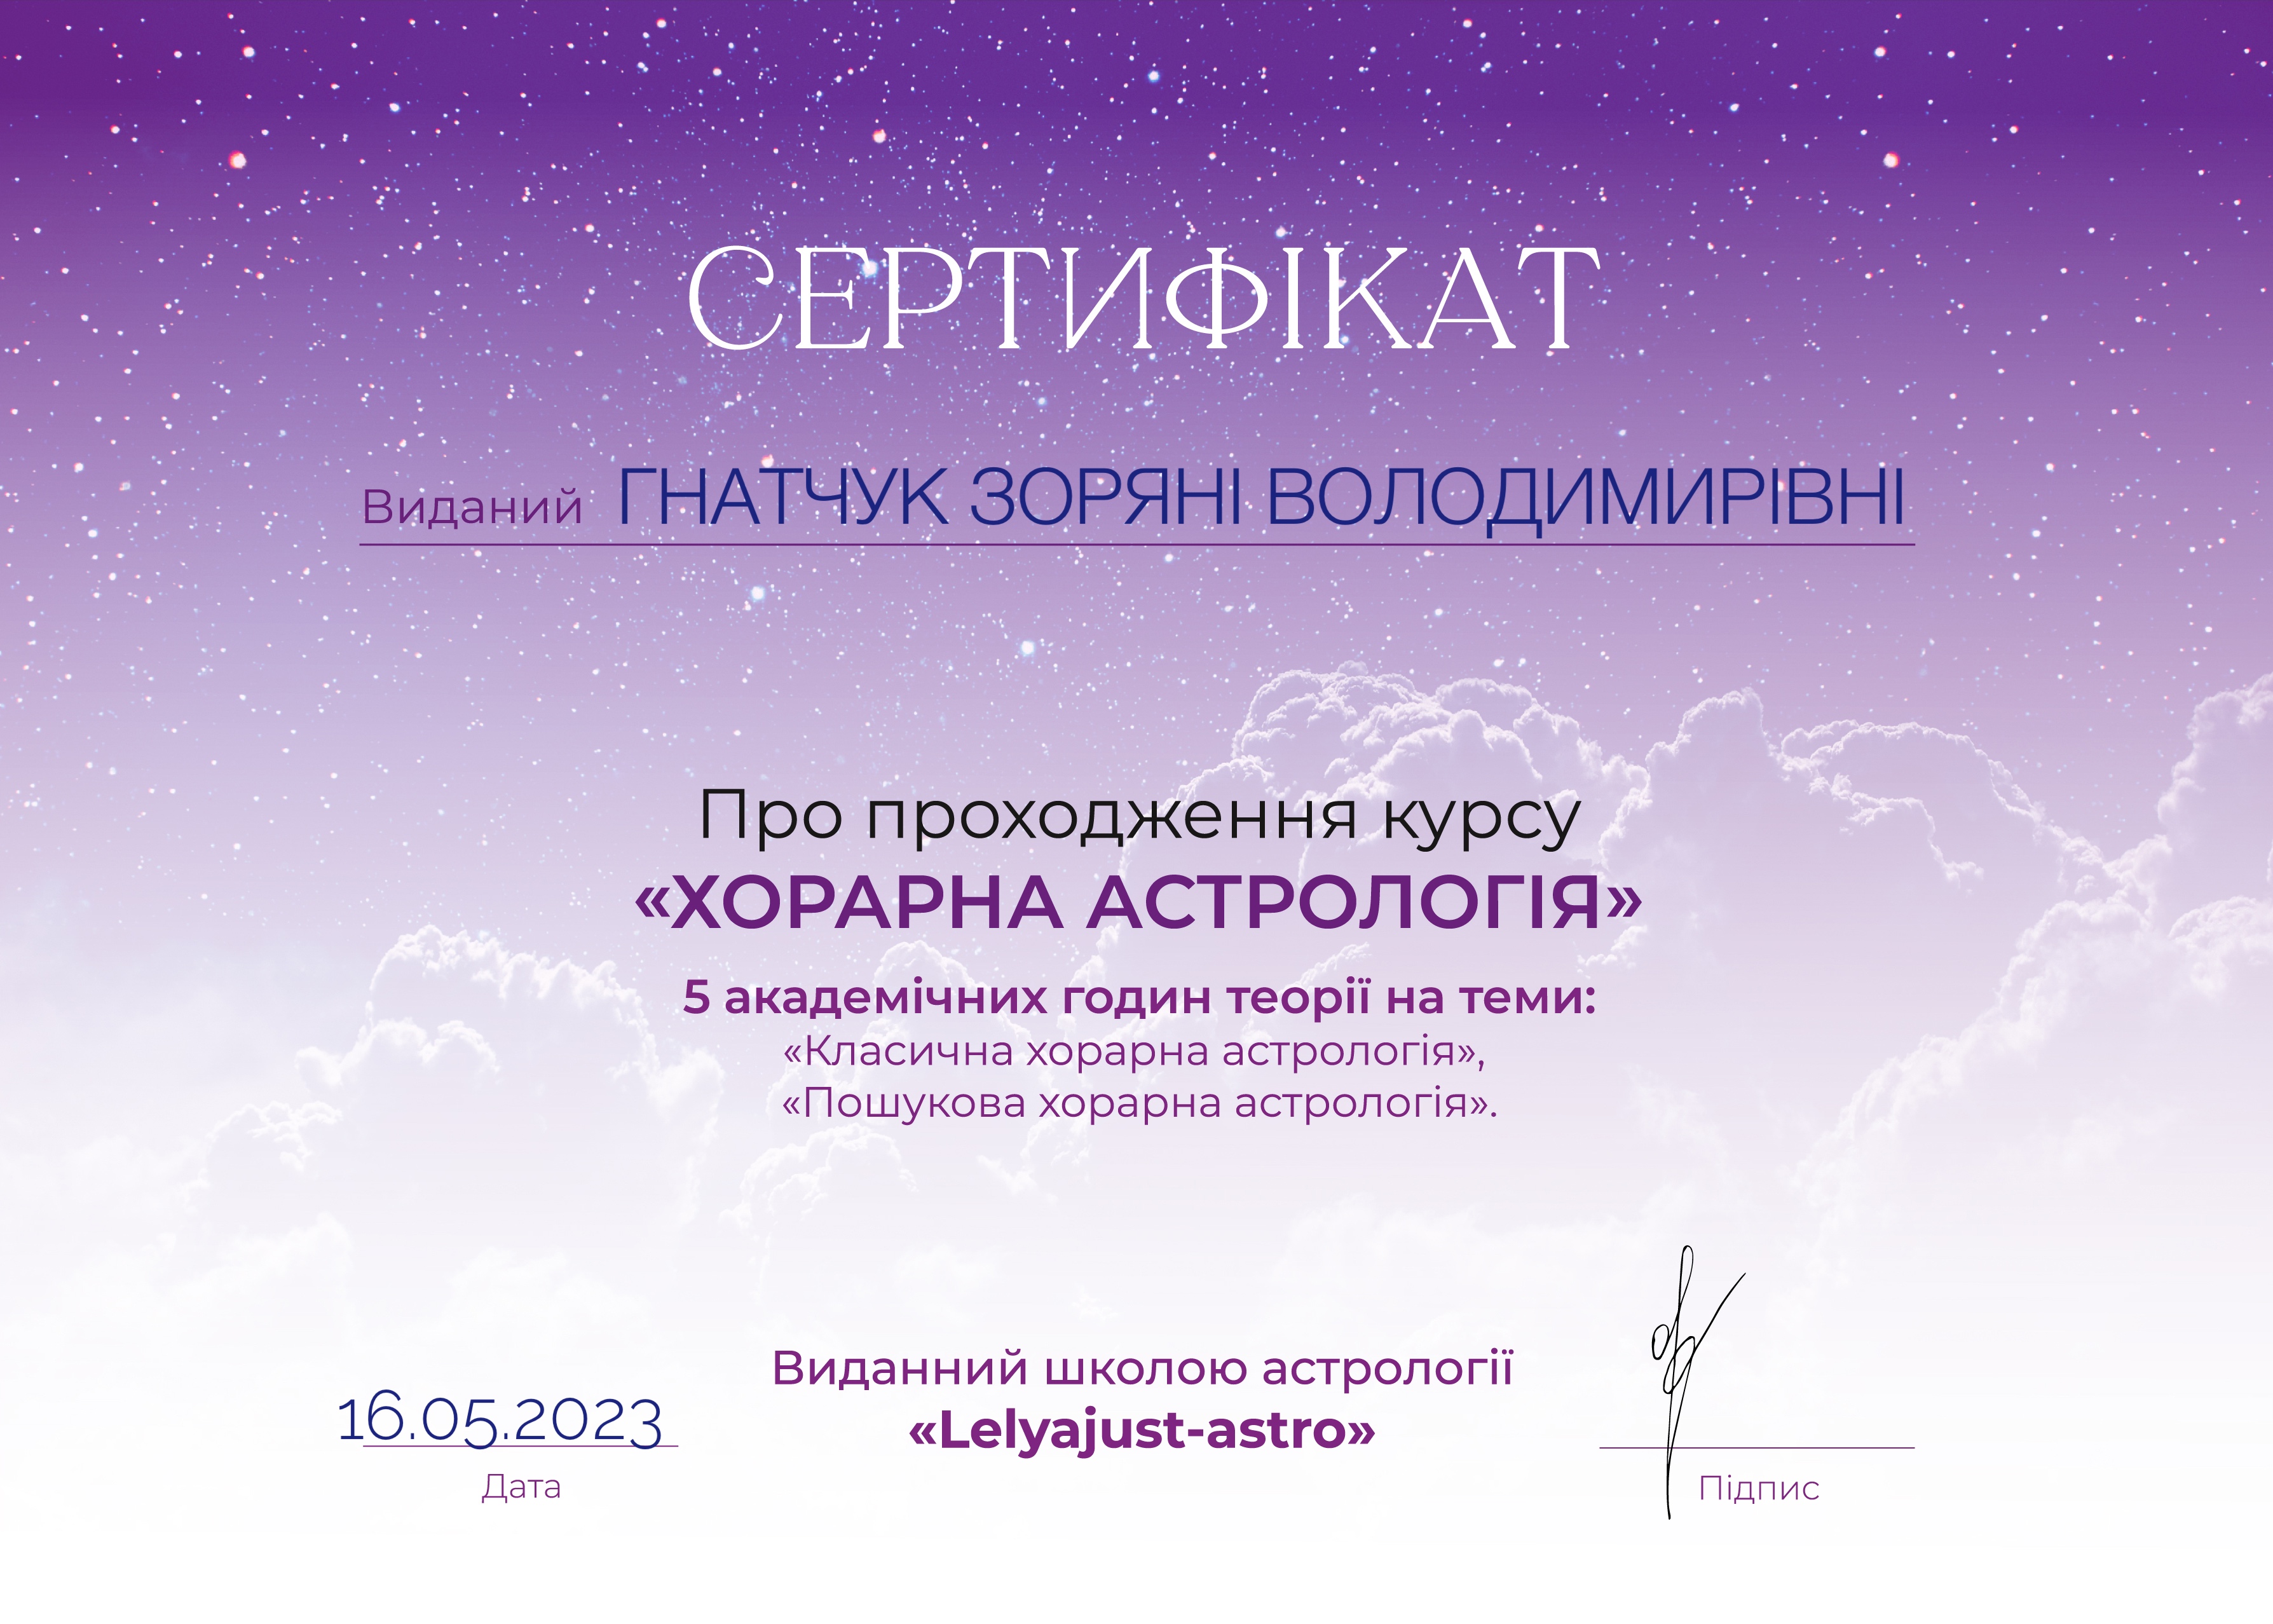 СЕРТИФІКАТ
Виданий ГНАТЧУК ЗОРЯНІ ВОЛОДИМИРІВНІ
Про проходження курсу
«ХОРАРНА АСТРОЛОГІЯ»
5 академічних годин теорії на теми:
«Класична хорарна астрологія»,
«Пошукова хорарна астрологія».
Виданний школою астрології
«Lelyajust-astro»
16.05.2023
Дата
Підпис